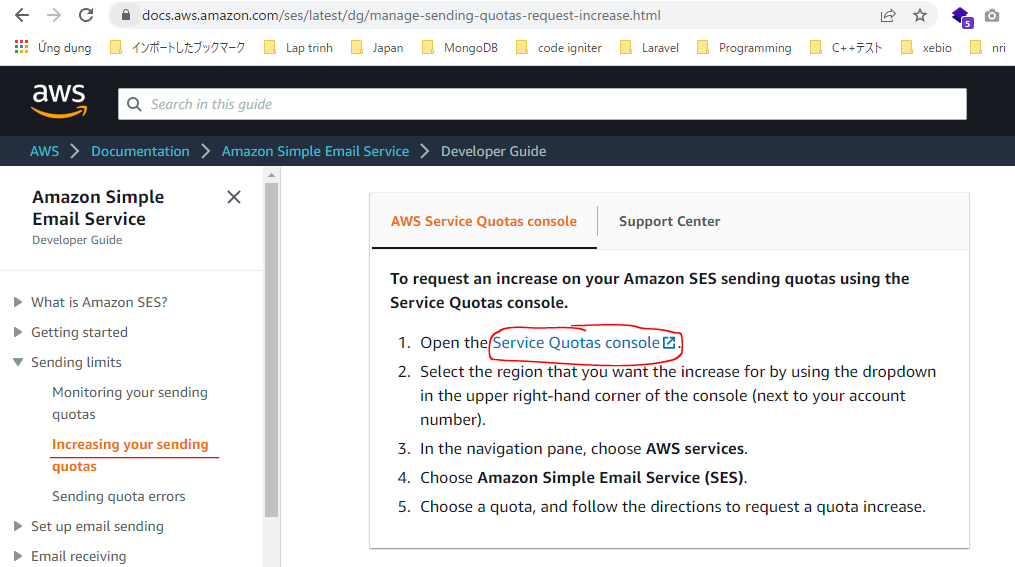 docs.aws.amazon.com/ses/latest/dg/manage-sending-quotas-request-increase.html
5
Ứng dụng インポートしたブックマーク Lap trinh Japan MongoDB code igniter Laravel Programming C++テスト xebio nri
aws
Search in this guide
AWS Documentation Amazon Simple Email Service Developer Guide
Amazon Simple
Email Service
Developer Guide
What is Amazon SES?
Getting started
Sending limits
Monitoring your sending
quotas
Increasing your sending
quotas
Sending quota errors
Set up email sending
Email receiving
AWS Service Quotas console Support Center
To request an increase on your Amazon SES sending quotas using the
Service Quotas console.
1. Open the Service Quotas console.
2. Select the region that you want the increase for by using the dropdown
in the upper right-hand corner of the console (next to your account
number).
3. In the navigation pane, choose AWS services.
4. Choose Amazon Simple Email Service (SES).
5. Choose a quota, and follow the directions to request a quota increase.